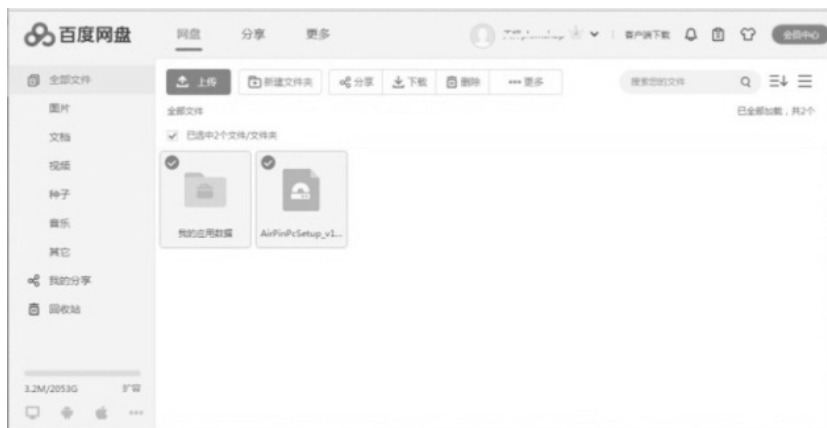 百度网盘 网盘 分享 更多 客户端下载 会员中心
全部文件
图片
文档
视频
种子
音乐
其它
我的分享
回收站
3.2M/2053G 扩容
上传 新建文件夹 分享 下载 删除 更多 搜索您的文件
全部文件 已全部加载，共2个
已选中2个文件/文件夹
我的应用数据 AirPinPcSetup_v1...